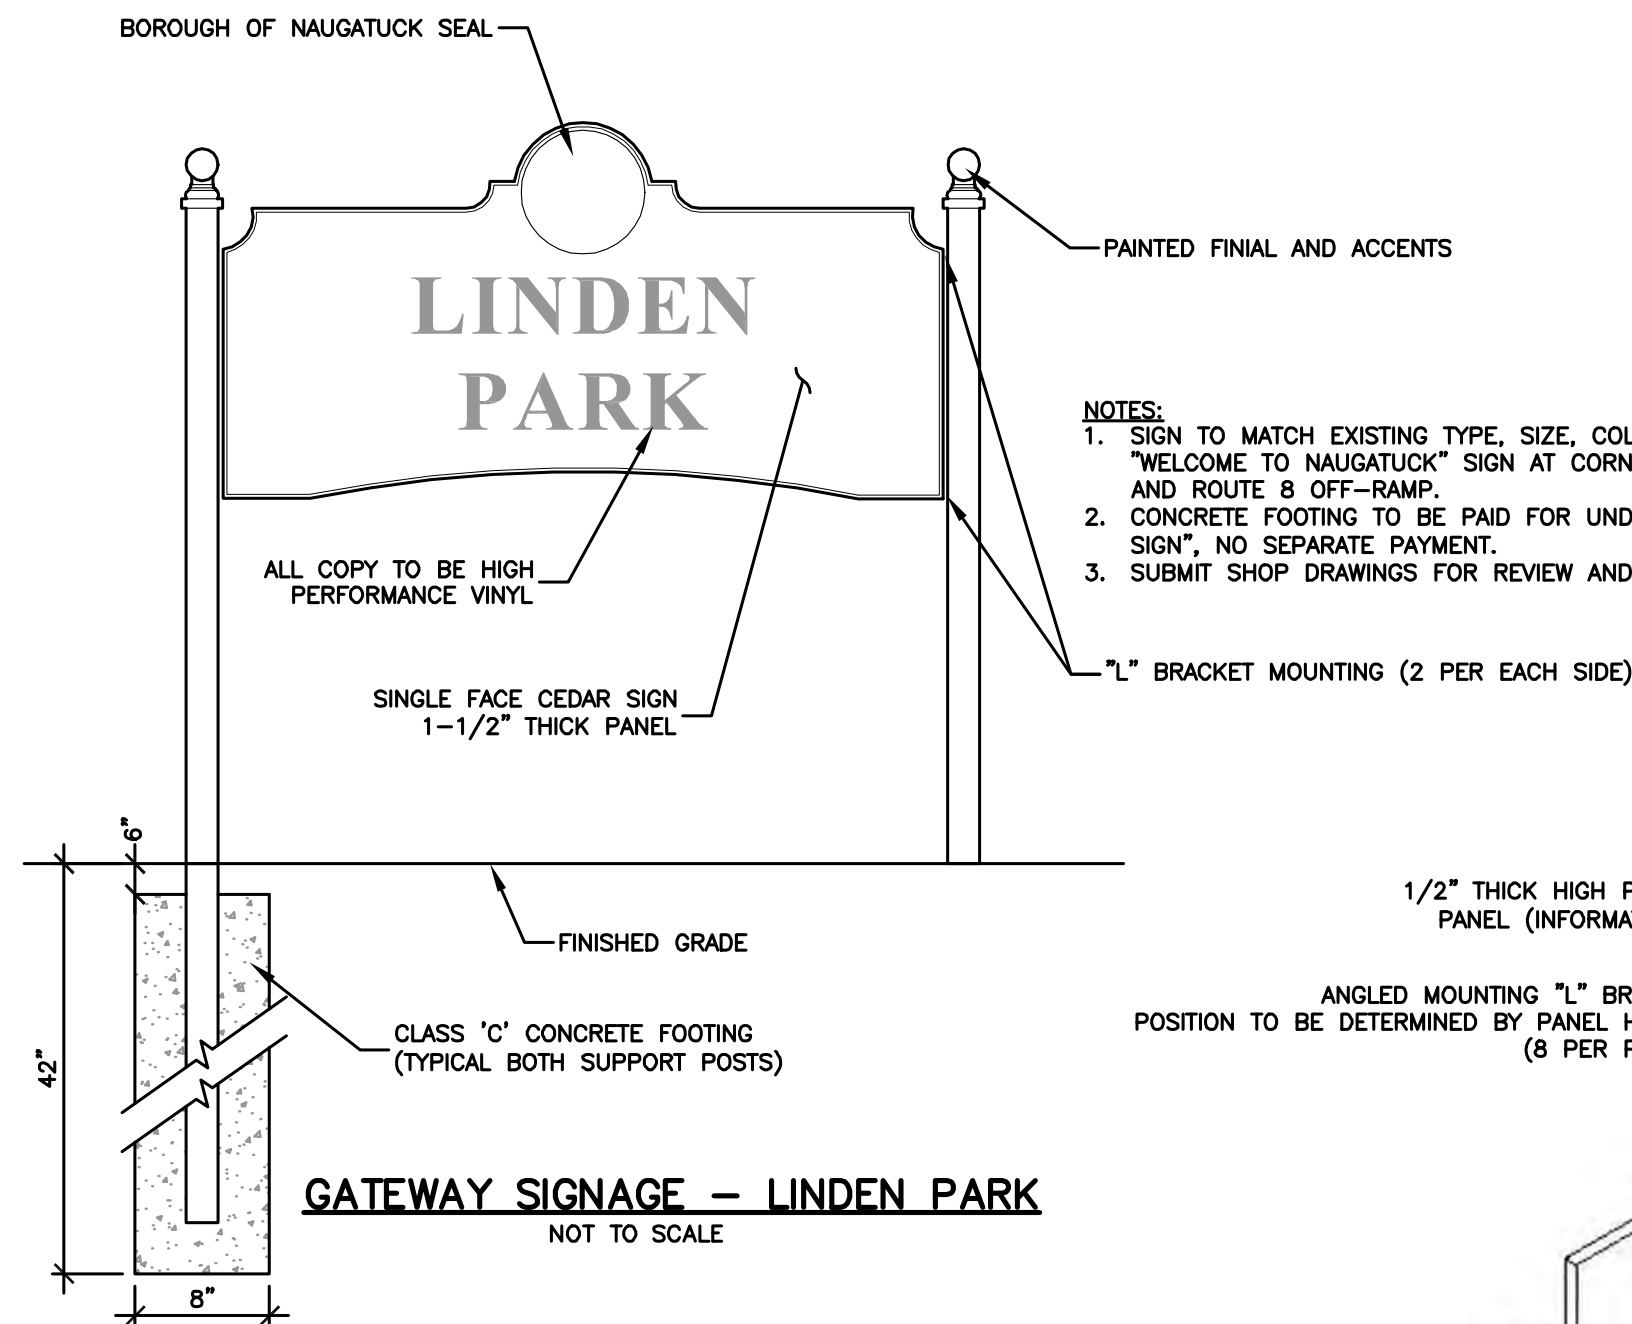 BOROUGH OF NAUGATUCK SEAL
PAINTED FINIAL AND ACCENTS
LINDEN
PARK
NOTES:
1. SIGN TO MATCH EXISTING TYPE, SIZE,
"WELCOME TO NAUGATUCK" SIGN AT
AND ROUTE 8 OFF-RAMP.
2. CONCRETE FOOTING TO BE PAID FOR
SIGN", NO SEPARATE PAYMENT.
3. SUBMIT SHOP DRAWINGS FOR REVIEW AND
ALL COPY TO BE HIGH
PERFORMANCE VINYL
"L" BRACKET MOUNTING (2 PER EACH SIDE)
SINGLE FACE CEDAR SIGN
1-1/2" THICK PANEL
6"
1/2" THICK HIGH
PANEL
FINISHED GRADE
ANGLED MOUNTING "L"
POSITION TO BE DETERMINED BY PANEL
(8 PER
CLASS 'C' CONCRETE FOOTING
(TYPICAL BOTH SUPPORT POSTS)
42"
GATEWAY SIGNAGE - LINDEN PARK
NOT TO SCALE
8"